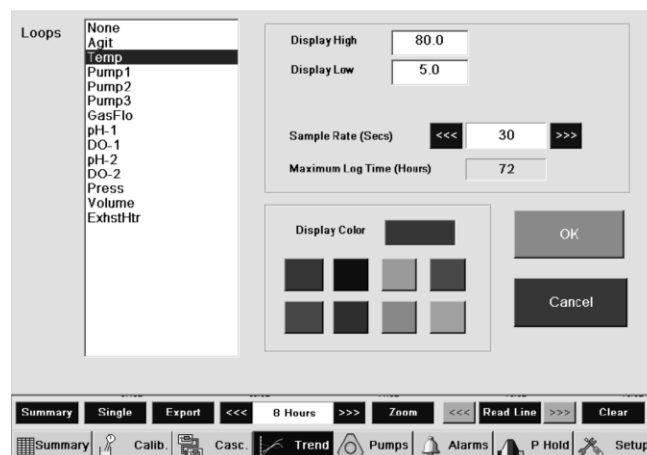 Loops
None
Agit
Temp
Pump1
Pump2
Pump3
GasFlo
pH-1
DO-1
pH-2
DO-2
Press
Volume
ExhstHtr
Display High 80.0
Display Low 5.0
Sample Rate (Secs) <<< 30 >>>
Maximum Log Time (Hours) 72
Display Color
OK
Cancel
Summary Single Export <<< 8 Hours >>> Zoom <<< Read Line >>> Clear
Summary Calib. Casc. Trend Pumps Alarms P Hold Setup